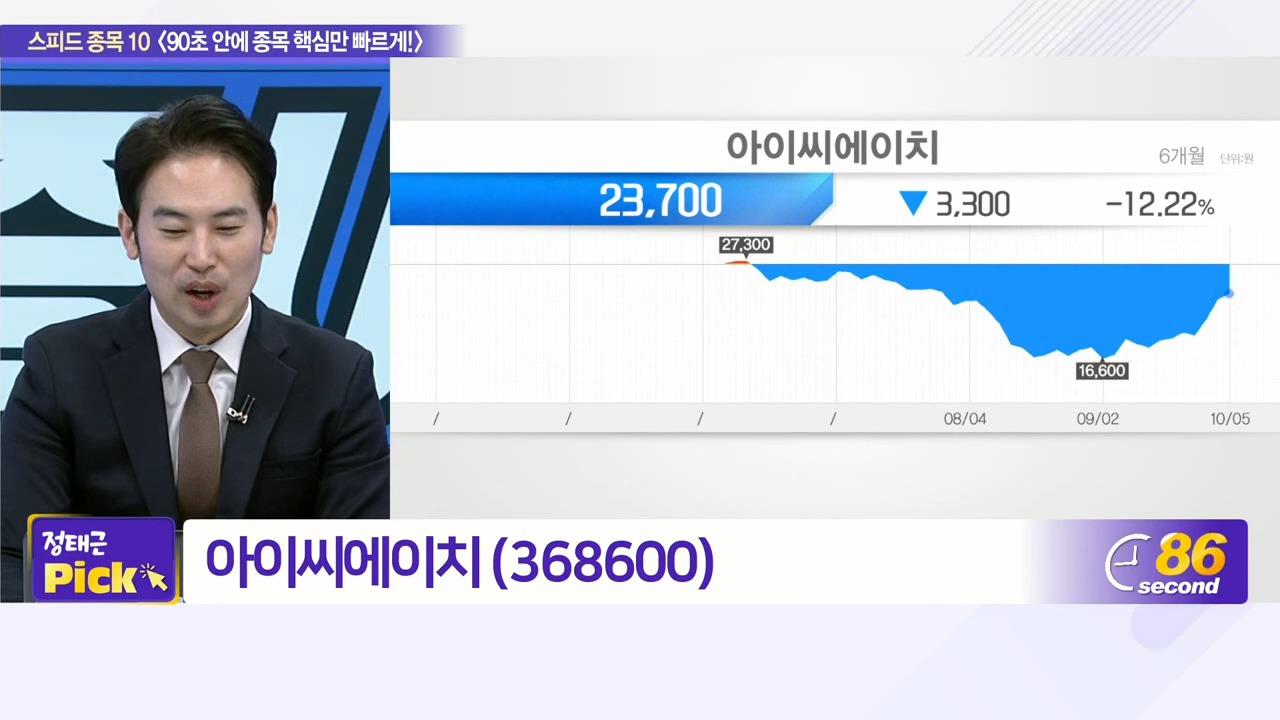 스피드 종목 10 〈90초 안에 종목 핵심만 빠르게!〉
아이씨에이치
6개월 단위:원
23,700 ▼ 3,300 -12.22%
27,300
16,600
/ / / / 08/04 09/02 10/05
정태근
Pick
아이씨에이치 (368600)
86
second